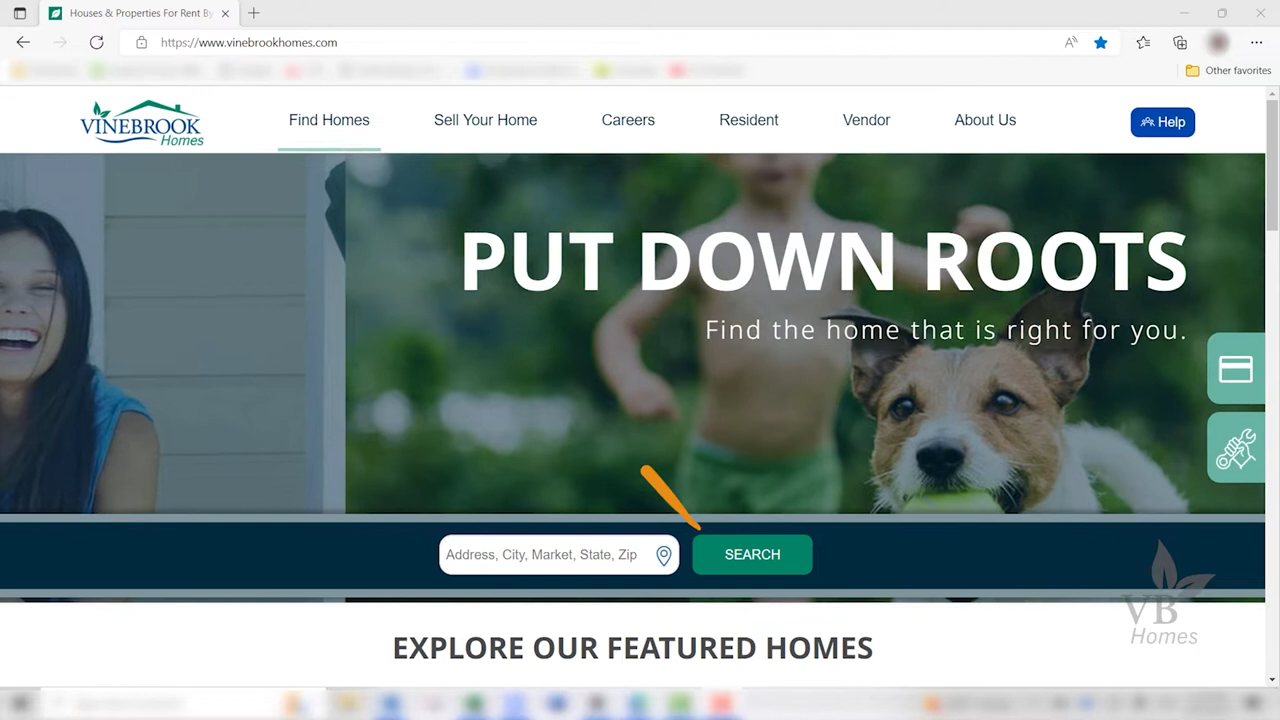 Houses & Properties For Rent By
https://www.vinebrookhomes.com
Other favorites
VINEBROOK
Homes
Find Homes
Sell Your Home
Careers
Resident
Vendor
About Us
Help
PUT DOWN ROOTS
Find the home that is right for you.
Address, City, Market, State, Zip
SEARCH
VB
Homes
EXPLORE OUR FEATURED HOMES